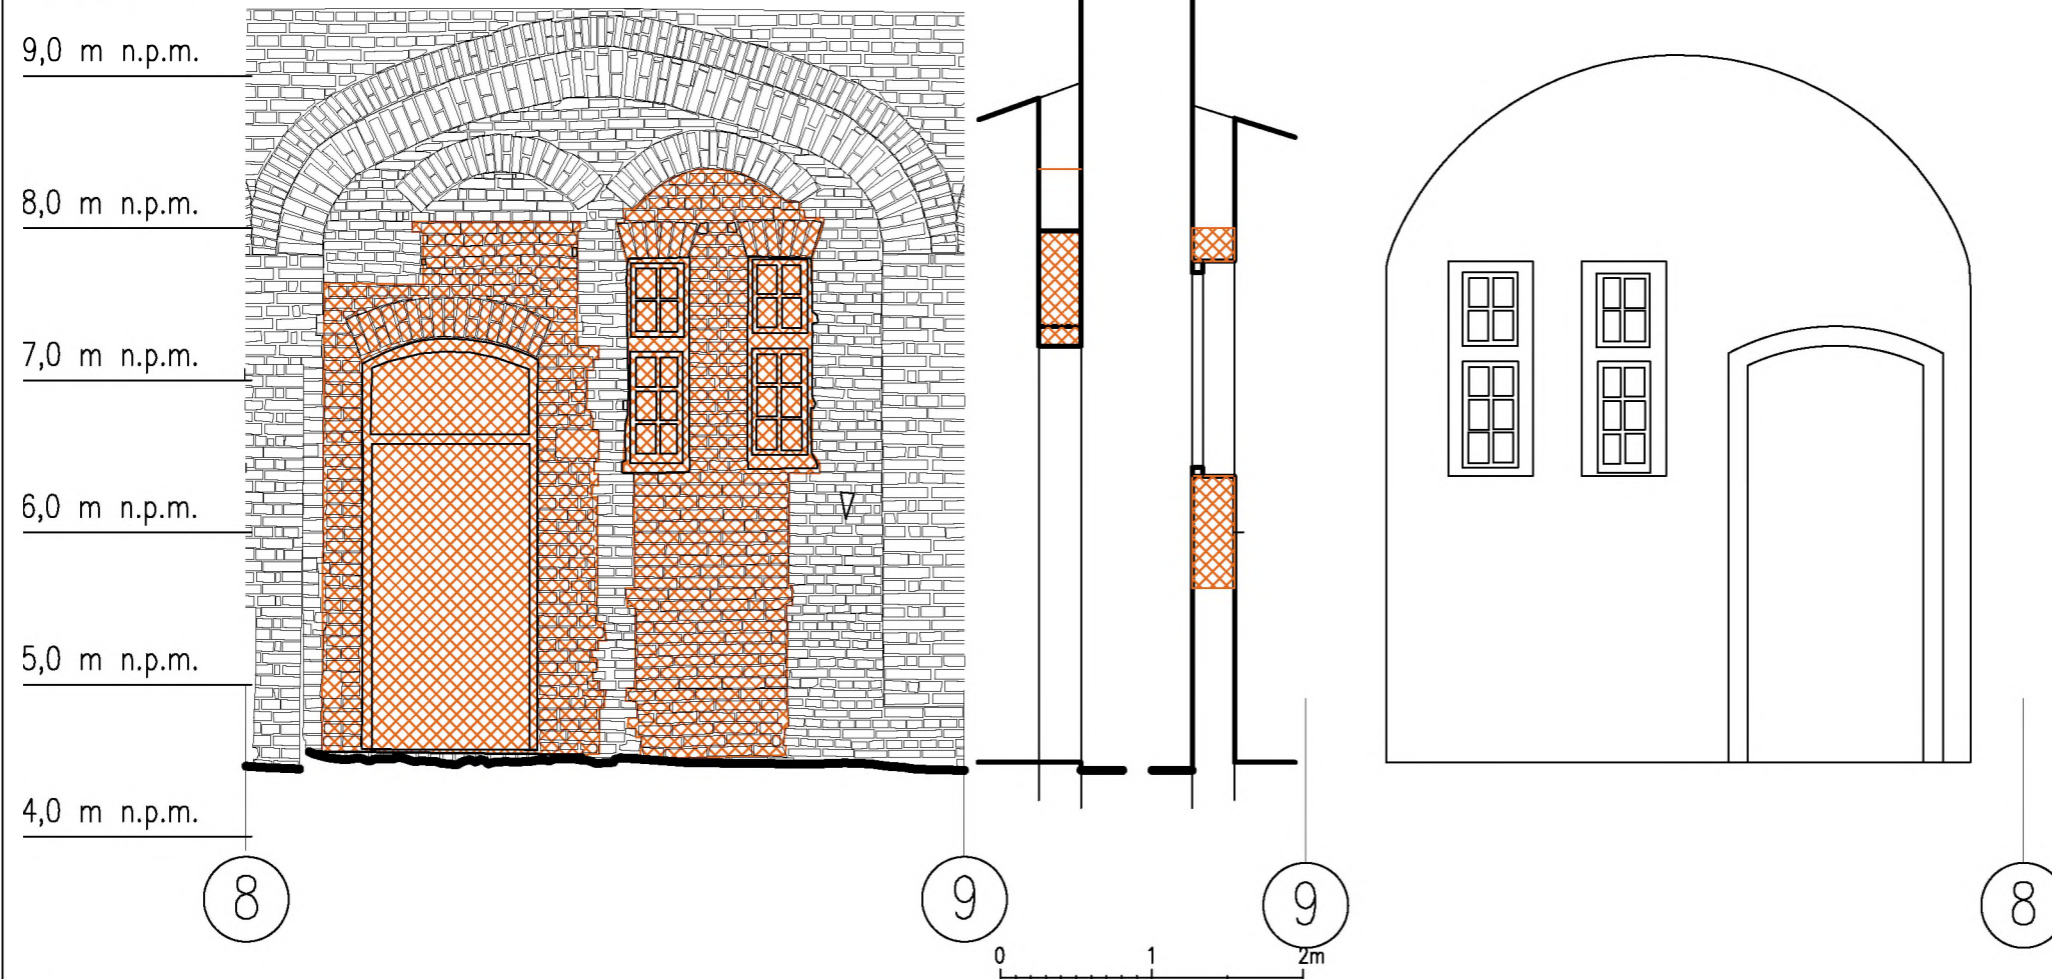 9,0 m n.p.m.
8,0 m n.p.m.
7,0 m n.p.m.
6,0 m n.p.m.
5,0 m n.p.m.
4,0 m n.p.m.
8 9 9 8
0 1 2m